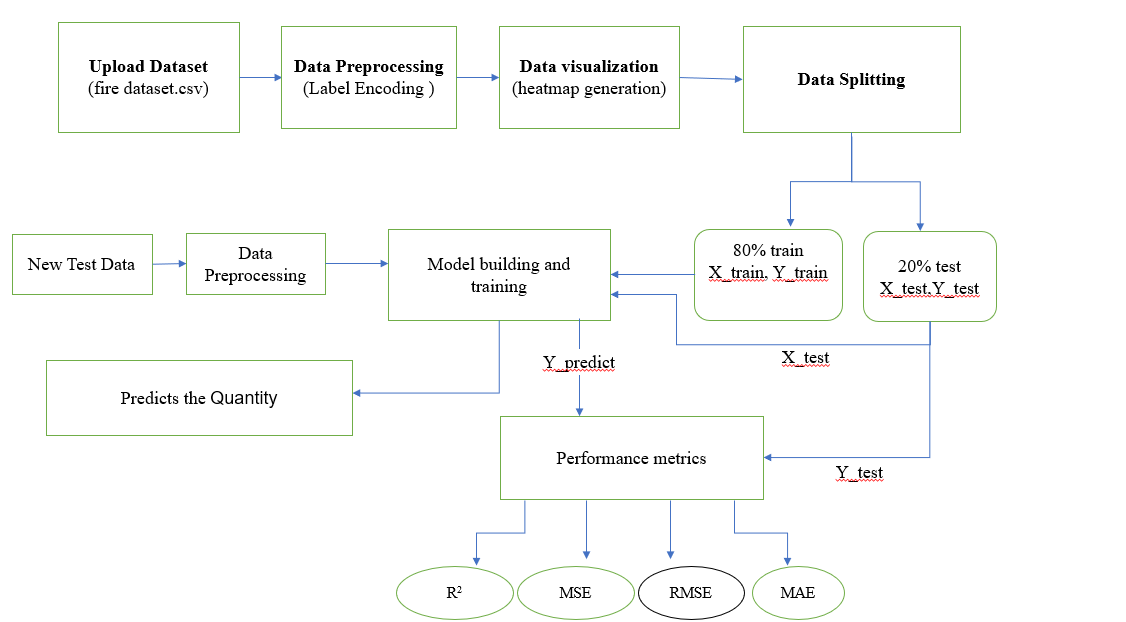 Upload Dataset
(fire dataset.csv)
Data Preprocessing
(Label Encoding )
Data visualization
(heatmap generation)
Data Splitting
New Test Data
Data
Preprocessing
Model building and
training
80% train
X_train, Y_train
20% test
X_test,Y_test
X_test
Y_predict
Predicts the Quantity
Performance metrics
Y_test
R²
MSE
RMSE
MAE